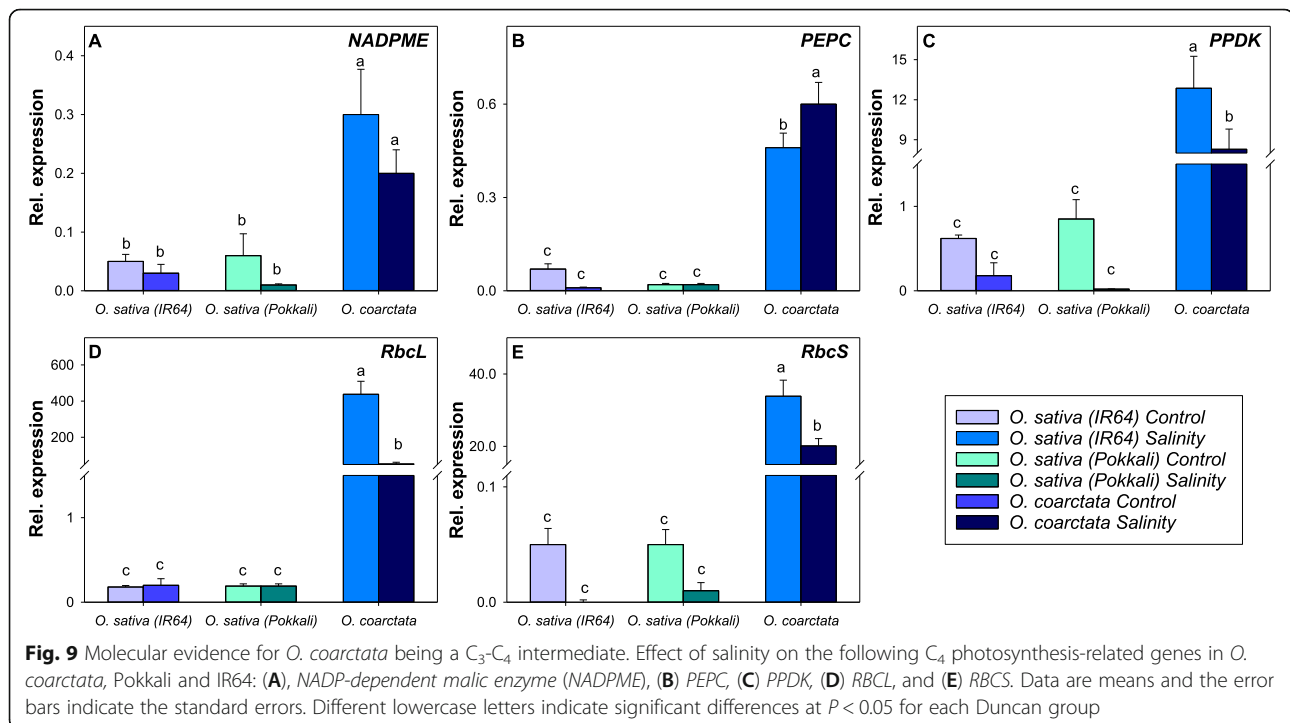 A
NADPME
Rel. expression
0.4
0.3
0.2
0.1
0.0
b
b
b
b
a
a
O. sativa (IR64)
O. sativa (Pokkali)
O. coarctata
B
PEPC
Rel. expression
0.6
0.3
0.0
c
c
c
c
b
a
O. sativa (IR64)
O. sativa (Pokkali)
O. coarctata
C
PPDK
Rel. expression
15
12
9
1
0
c
c
c
c
a
b
O. sativa (IR64)
O. sativa (Pokkali)
O. coarctata
D
RbcL
Rel. expression
600
400
200
1
0
c
c
c
c
a
b
O. sativa (IR64)
O. sativa (Pokkali)
O. coarctata
E
RbcS
Rel. expression
40.0
20.0
0.1
0.0
c
c
c
c
a
b
O. sativa (IR64)
O. sativa (Pokkali)
O. coarctata
O. sativa (IR64) Control
O. sativa (IR64) Salinity
O. sativa (Pokkali) Control
O. sativa (Pokkali) Salinity
O. coarctata Control
O. coarctata Salinity
Fig. 9 Molecular evidence for O. coarctata being a C₃-C₄ intermediate. Effect of salinity on the following C₄ photosynthesis-related genes in O.
coarctata, Pokkali and IR64: (A), NADP-dependent malic enzyme (NADPME), (B) PEPC, (C) PPDK, (D) RBCL, and (E) RBCS. Data are means and the error
bars indicate the standard errors. Different lowercase letters indicate significant differences at P < 0.05 for each Duncan group